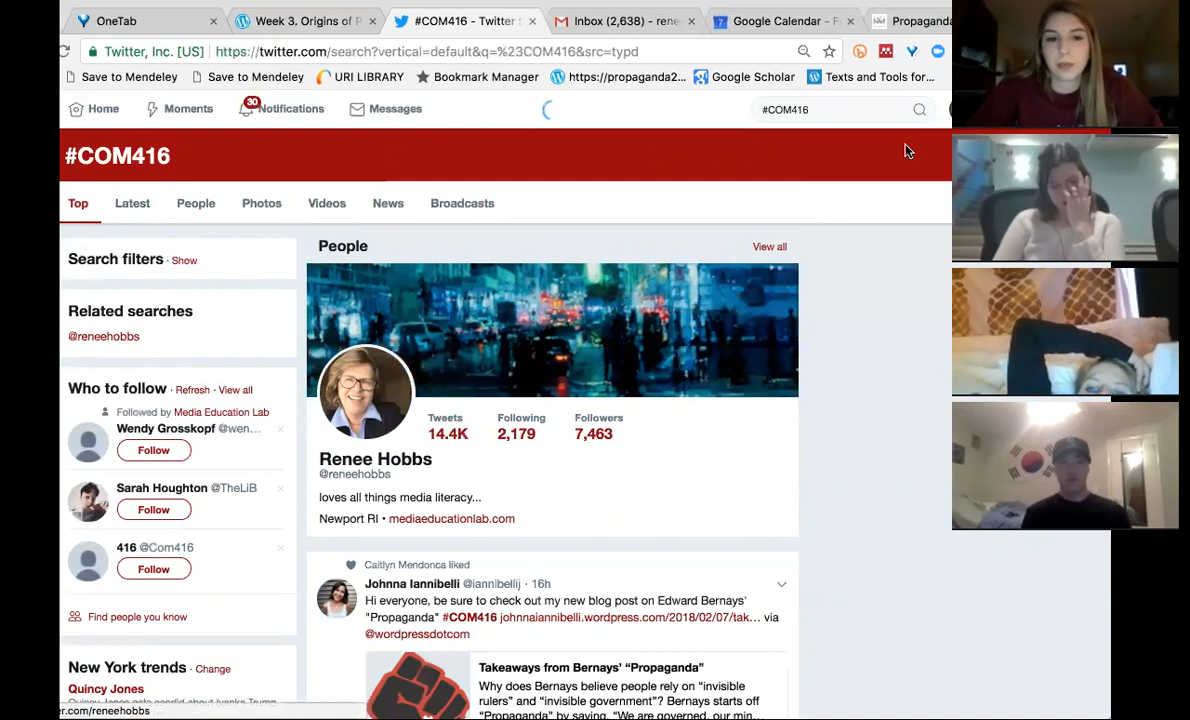 OneTab
Week 3. Origins of P
#COM416 - Twitter S
Inbox (2,638) - rene
Google Calendar - F
Propaganda
Twitter, Inc. [US] https://twitter.com/search?vertical=default&q=%23COM416&src=typd
Save to Mendeley
Save to Mendeley
URI LIBRARY
Bookmark Manager
https://propaganda2...
Google Scholar
Texts and Tools for...
Home
Moments
30
Notifications
Messages
#COM416
#COM416
Top
Latest
People
Photos
Videos
News
Broadcasts
Search filters · Show
Related searches
@reneehobbs
Who to follow · Refresh · View all
Followed by Media Education Lab
Wendy Grosskopf @wen...
Follow
Sarah Houghton @TheLiB
Follow
416 @Com416
Follow
Find people you know
New York trends · Change
Quincy Jones
er.com/reneehobbs
People
View all
Tweets
14.4K
Following
2,179
Followers
7,463
Renee Hobbs
@reneehobbs
loves all things media literacy...
Newport RI • mediaeducationlab.com
Caitlyn Mendonca liked
Johnna Iannibelli @iannibellij · 16h
Hi everyone, be sure to check out my new blog post on Edward Bernays'
"Propaganda" #COM416 johnnaiannibelli.wordpress.com/2018/02/07/tak... via
@wordpressdotcom
Takeaways from Bernays' "Propaganda"
Why does Bernays believe people rely on "invisible
rulers" and "invisible government"? Bernays starts off
"Propaganda" by saying, "We are governed, our min...